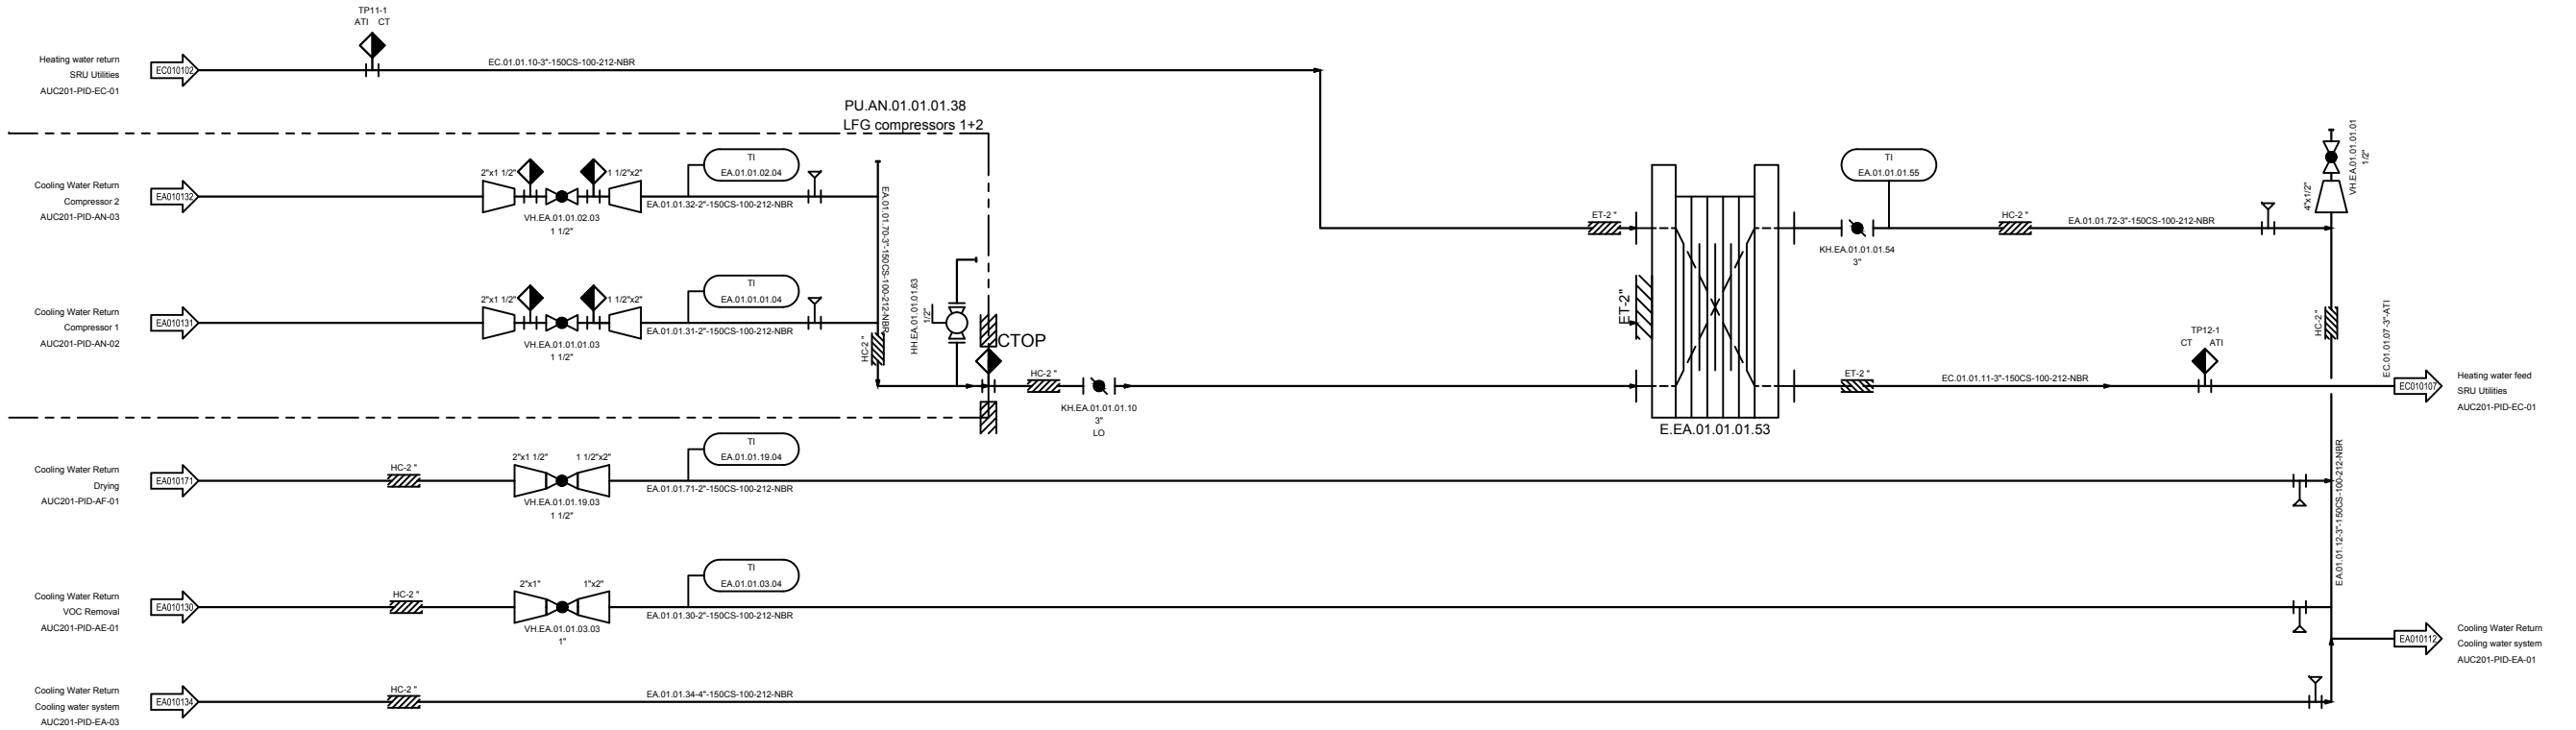 TP11-1
ATI CT
Heating water return
SRU Utilities
AUC201-PID-EC-01
EC010102
EC.01.01.10-3"-150CS-100-212-NBR
PU.AN.01.01.01.38
LFG compressors 1+2
Cooling Water Return
Compressor 2
AUC201-PID-AN-03
EA010132
2"x1 1/2"
1 1/2"x2"
VH.EA.01.01.02.03
1 1/2"
TI
EA.01.01.02.04
EA.01.01.32-2"-150CS-100-212-NBR
EA.01.01.70-3"-150CS-100-212-NBR
Cooling Water Return
Compressor 1
AUC201-PID-AN-02
EA010131
2"x1 1/2"
1 1/2"x2"
VH.EA.01.01.01.03
1 1/2"
TI
EA.01.01.01.04
EA.01.01.31-2"-150CS-100-212-NBR
HC-2 "
HH.EA.01.01.01.63
1/2"
CTOP
HC-2 "
KH.EA.01.01.01.10
3"
LO
ET-2 "
ET-2"
E.EA.01.01.01.53
TI
EA.01.01.01.55
KH.EA.01.01.01.54
3"
HC-2 "
EA.01.01.72-3"-150CS-100-212-NBR
VH.EA.01.01.01.01
1/2"
4"x1/2"
HC-2 "
EC.01.01.07-3"-ATI
TP12-1
CT ATI
ET-2 "
EC.01.01.11-3"-150CS-100-212-NBR
EC010107
Heating water feed
SRU Utilities
AUC201-PID-EC-01
Cooling Water Return
Drying
AUC201-PID-AF-01
EA010171
HC-2 "
2"x1 1/2"
1 1/2"x2"
VH.EA.01.01.19.03
1 1/2"
TI
EA.01.01.19.04
EA.01.01.71-2"-150CS-100-212-NBR
EA.01.01.12-3"-150CS-100-212-NBR
Cooling Water Return
VOC Removal
AUC201-PID-AE-01
EA010130
HC-2 "
2"x1"
1"x2"
VH.EA.01.01.03.03
1"
TI
EA.01.01.03.04
EA.01.01.30-2"-150CS-100-212-NBR
EA010112
Cooling Water Return
Cooling water system
AUC201-PID-EA-01
Cooling Water Return
Cooling water system
AUC201-PID-EA-03
EA010134
HC-2 "
EA.01.01.34-4"-150CS-100-212-NBR